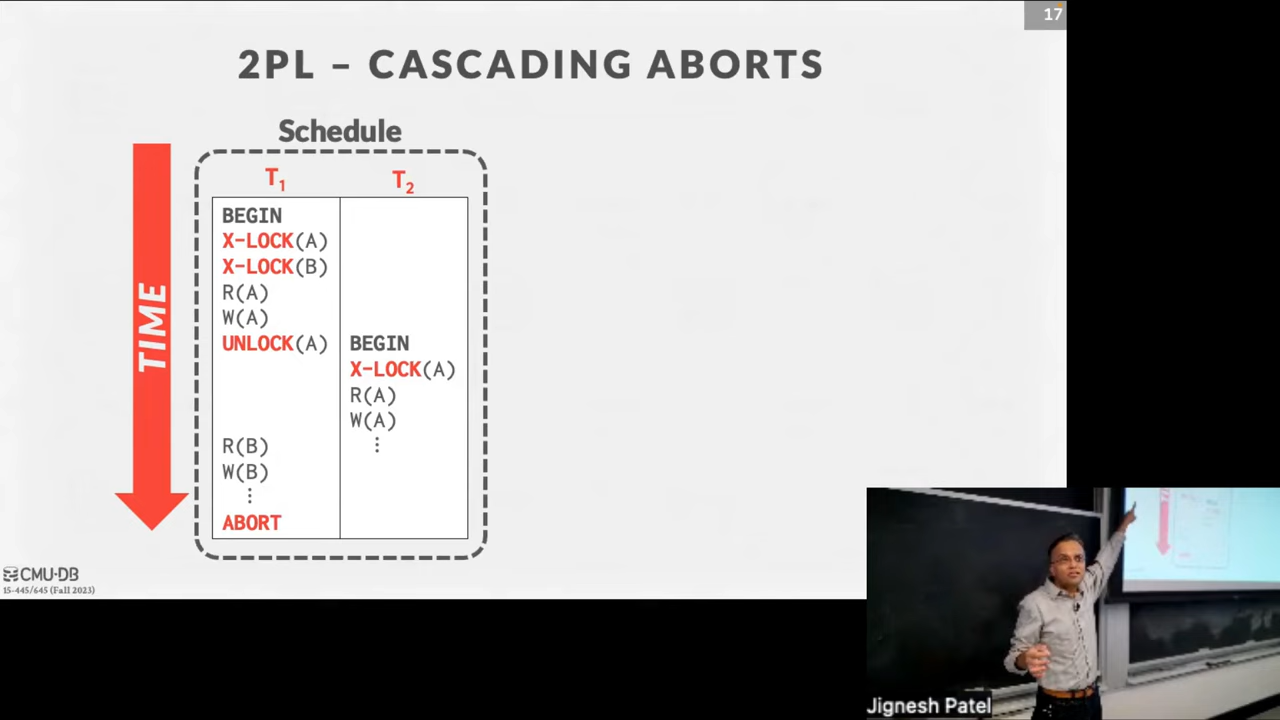 17
2PL – CASCADING ABORTS
Schedule
T1 T2
BEGIN
X-LOCK(A)
X-LOCK(B)
R(A)
W(A)
UNLOCK(A) BEGIN
X-LOCK(A)
R(A)
W(A)
R(B) ⋮
W(B)
⋮
ABORT
TIME
CMU·DB
15-445/645 (Fall 2023)
Jignesh Patel